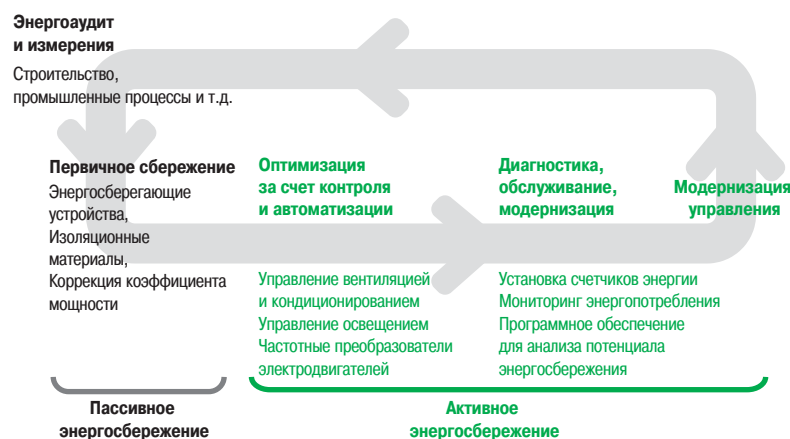 Энергоаудит
и измерения
Строительство,
промышленные процессы и т.д.
Первичное сбережение
Энергосберегающие
устройства,
Изоляционные
материалы,
Коррекция коэффициента
мощности
Оптимизация
за счет контроля
и автоматизации
Управление вентиляцией
и кондиционированием
Управление освещением
Частотные преобразователи
электродвигателей
Диагностика,
обслуживание,
модернизация
Установка счетчиков энергии
Мониторинг энергопотребления
Программное обеспечение
для анализа потенциала
энергосбережения
Модернизация
управления
Пассивное
энергосбережение
Активное
энергосбережение